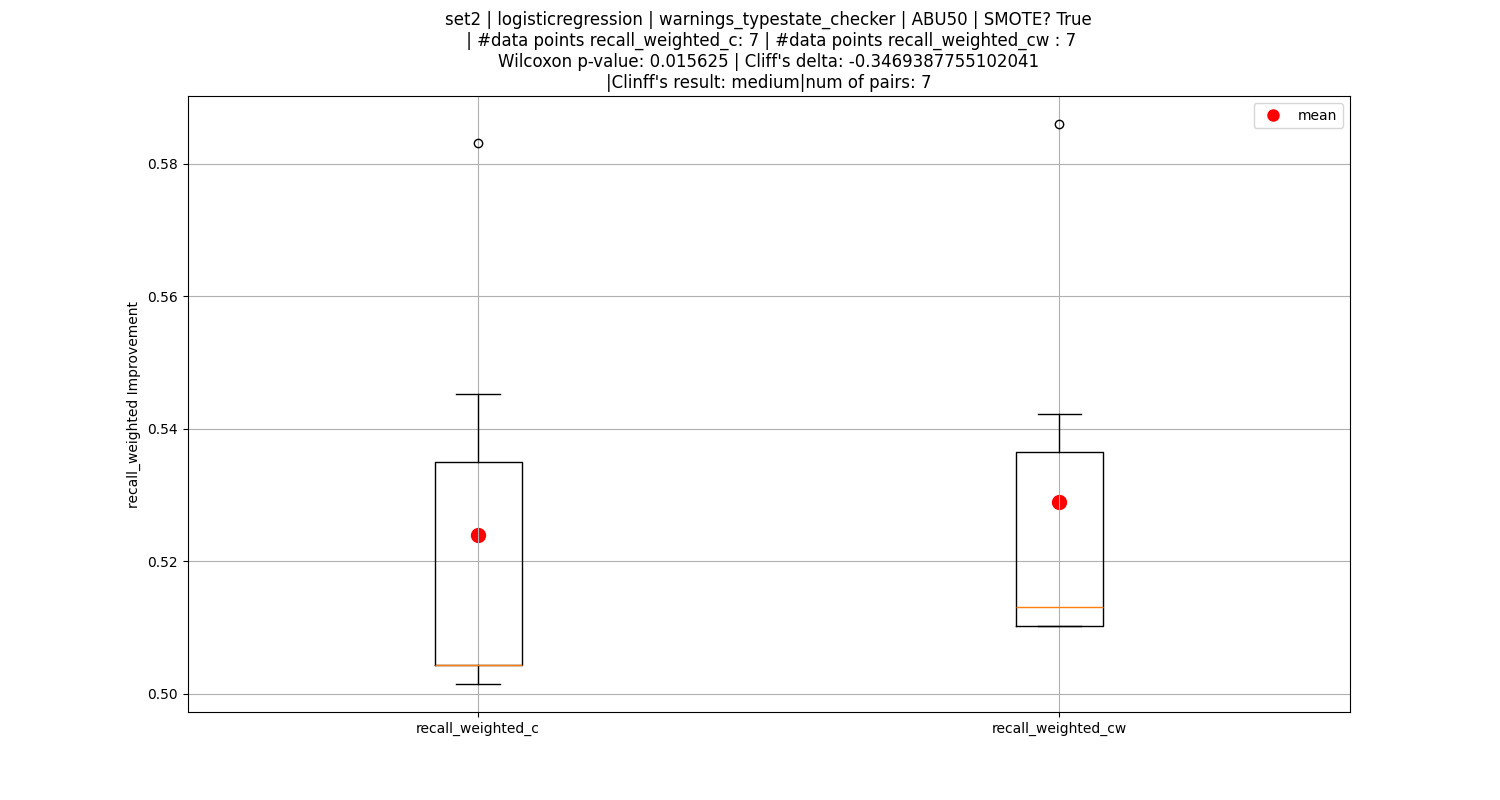 set2 | logisticregression | warnings_typestate_checker | ABU50 | SMOTE? True
| #data points recall_weighted_c: 7 | #data points recall_weighted_cw : 7
Wilcoxon p-value: 0.015625 | Cliff's delta: -0.3469387755102041
|Clinff's result: medium|num of pairs: 7
mean
0.58
0.56
0.54
0.52
0.50
recall_weighted Improvement
recall_weighted_c
recall_weighted_cw